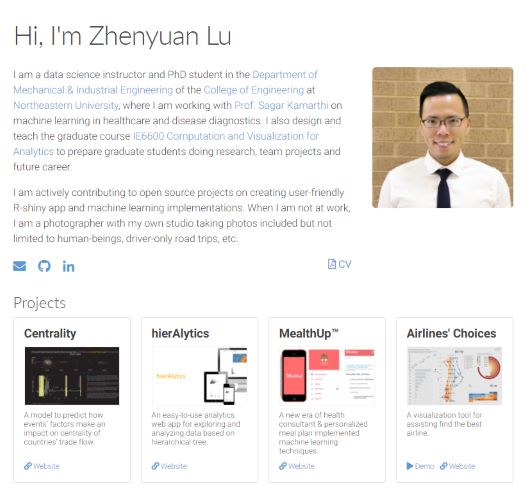 Hi, I'm Zhenyuan Lu
I am a data science instructor and PhD student in the Department of
Mechanical & Industrial Engineering of the College of Engineering at
Northeastern University, where I am working with Prof. Sagar Kamarthi on
machine learning in healthcare and disease diagnostics. I also design and
teach the graduate course IE6600 Computation and Visualization for
Analytics to prepare graduate students doing research, team projects and
future career.
I am actively contributing to open source projects on creating user-friendly
R-shiny app and machine learning implementations. When I am not at work,
I am a photographer with my own studio taking photos included but not
limited to human-beings, driver-only road trips, etc.
in
CV
Projects
Centrality
A model to predict how
events' factors make an
impact on centrality of
countries' trade flow.
Website
hierAlytics
hierAlytics
An easy-to-use analytics
web app for exploring and
analyzing data based on
hierarchical tree.
Website
MealthUp™
A new era of health
consultant & personalized
meal plan implemented
machine learning
techniques.
Website
Airlines' Choices
A visualization tool for
assisting find the best
airline.
Demo Website